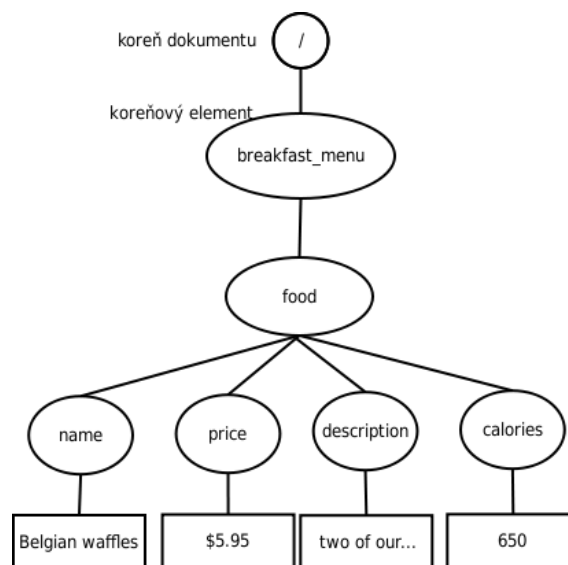 koreň dokumentu
/
koreňový element
breakfast_menu
food
name
price
description
calories
Belgian waffles
$5.95
two of our...
650